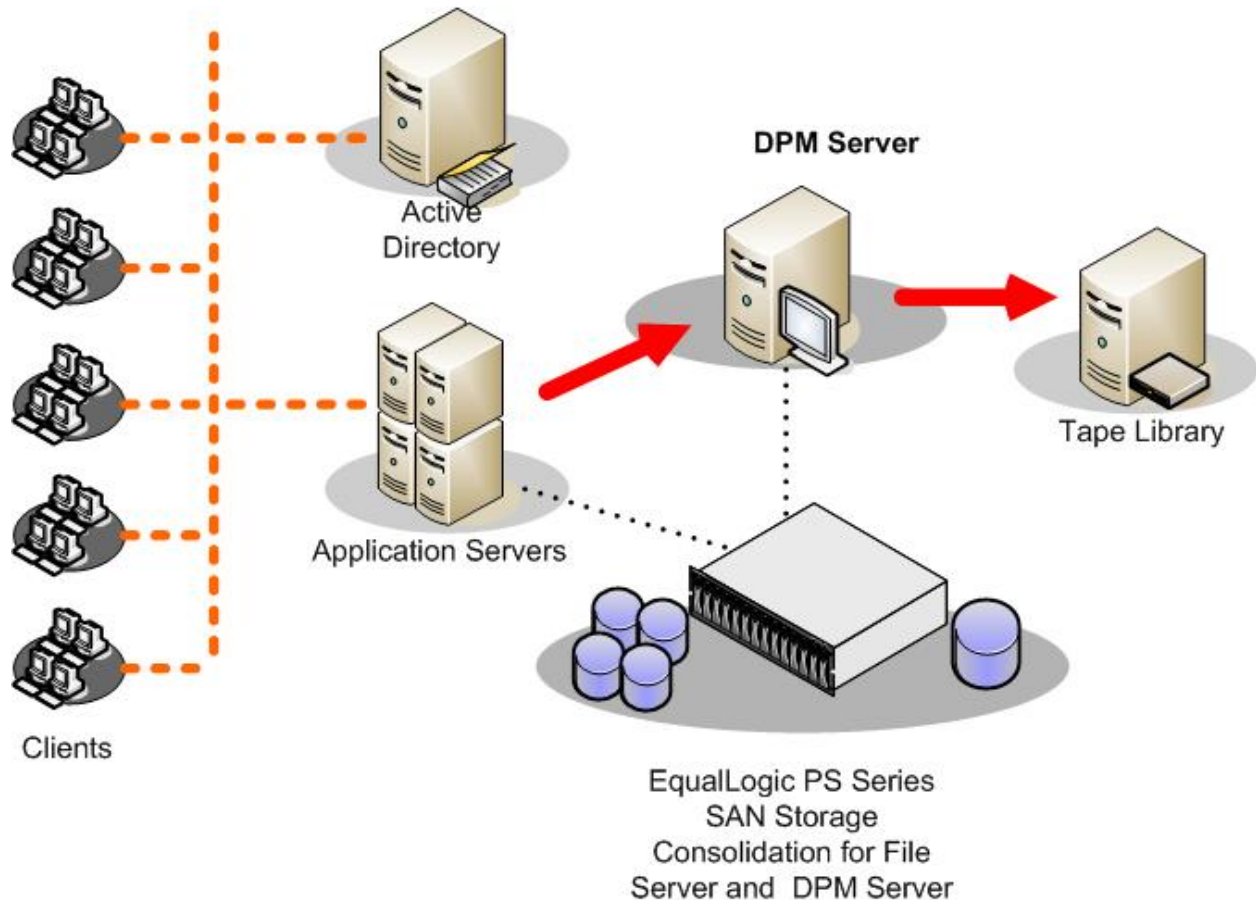 Active
Directory
DPM Server
Tape Library
Application Servers
Clients
EqualLogic PS Series
SAN Storage
Consolidation for File
Server and DPM Server